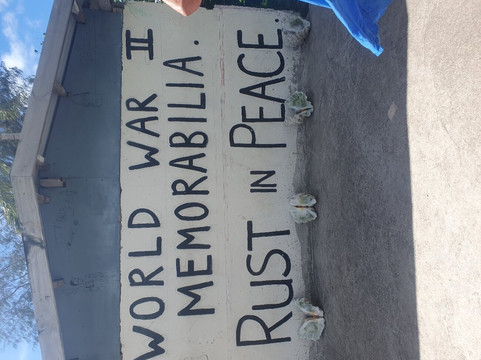 WORLD WAR II
MEMORABILIA.
RUST IN PEACE.